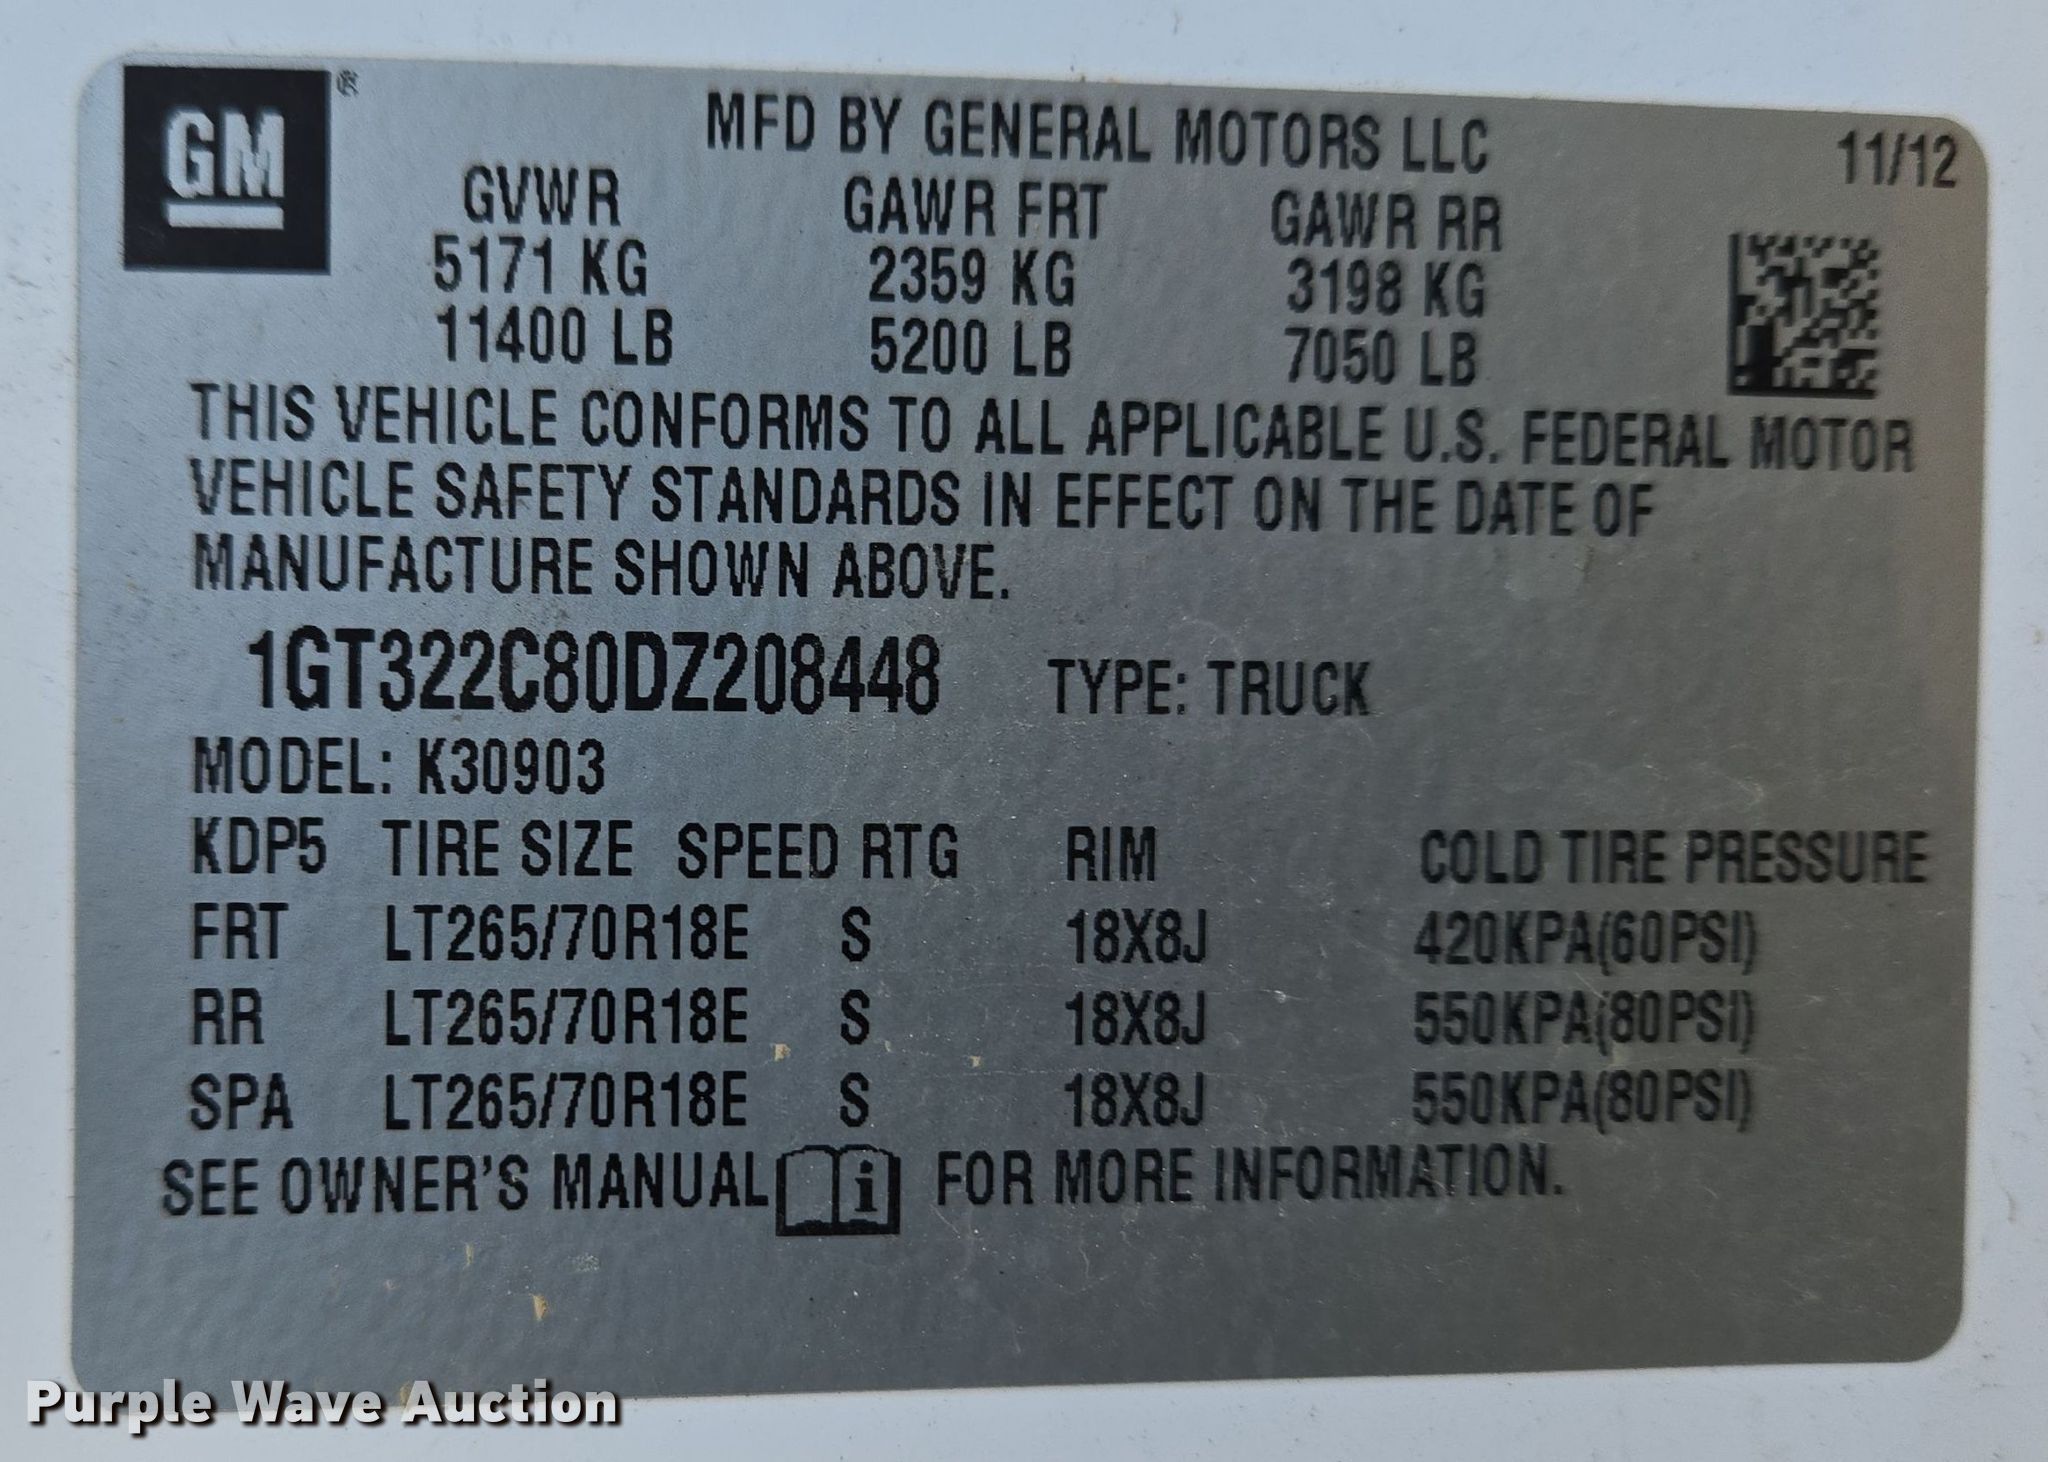 GM®
MFD BY GENERAL MOTORS LLC
11/12
GVWR GAWR FRT GAWR RR
5171 KG 2359 KG 3198 KG
11400 LB 5200 LB 7050 LB
THIS VEHICLE CONFORMS TO ALL APPLICABLE U.S. FEDERAL MOTOR
VEHICLE SAFETY STANDARDS IN EFFECT ON THE DATE OF
MANUFACTURE SHOWN ABOVE.
1GT322C80DZ208448 TYPE: TRUCK
MODEL: K30903
KDP5 TIRE SIZE SPEED RTG RIM COLD TIRE PRESSURE
FRT LT265/70R18E S 18X8J 420KPA(60PSI)
RR LT265/70R18E S 18X8J 550KPA(80PSI)
SPA LT265/70R18E S 18X8J 550KPA(80PSI)
SEE OWNER'S MANUAL i FOR MORE INFORMATION.
Purple Wave Auction